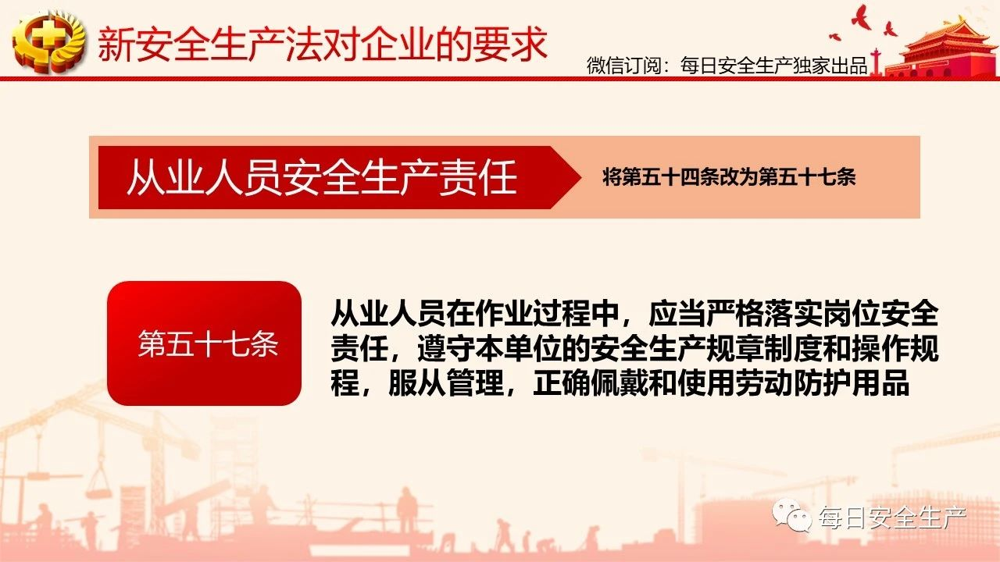 新安全生产法对企业的要求
微信订阅：每日安全生产独家出品
从业人员安全生产责任
将第五十四条改为第五十七条
第五十七条
从业人员在作业过程中，应当严格落实岗位安全
责任，遵守本单位的安全生产规章制度和操作规
程，服从管理，正确佩戴和使用劳动防护用品
每日安全生产